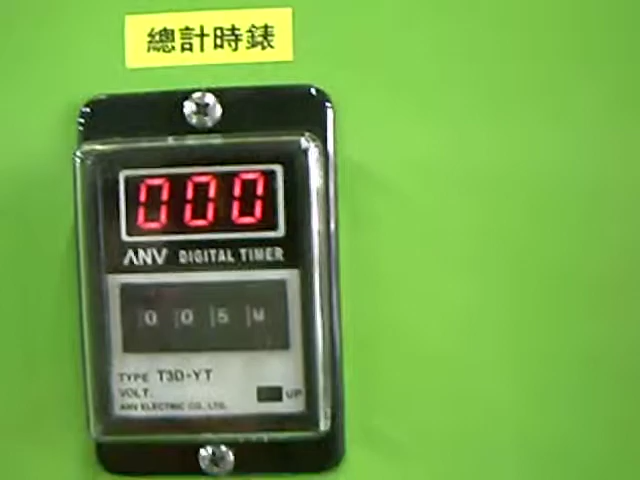 總計時錶
000
ANV DIGITAL TIMER
0 0 5 M
TYPE T3D-YT
VOLT.
ANV ELECTRIC CO., LTD.
UP